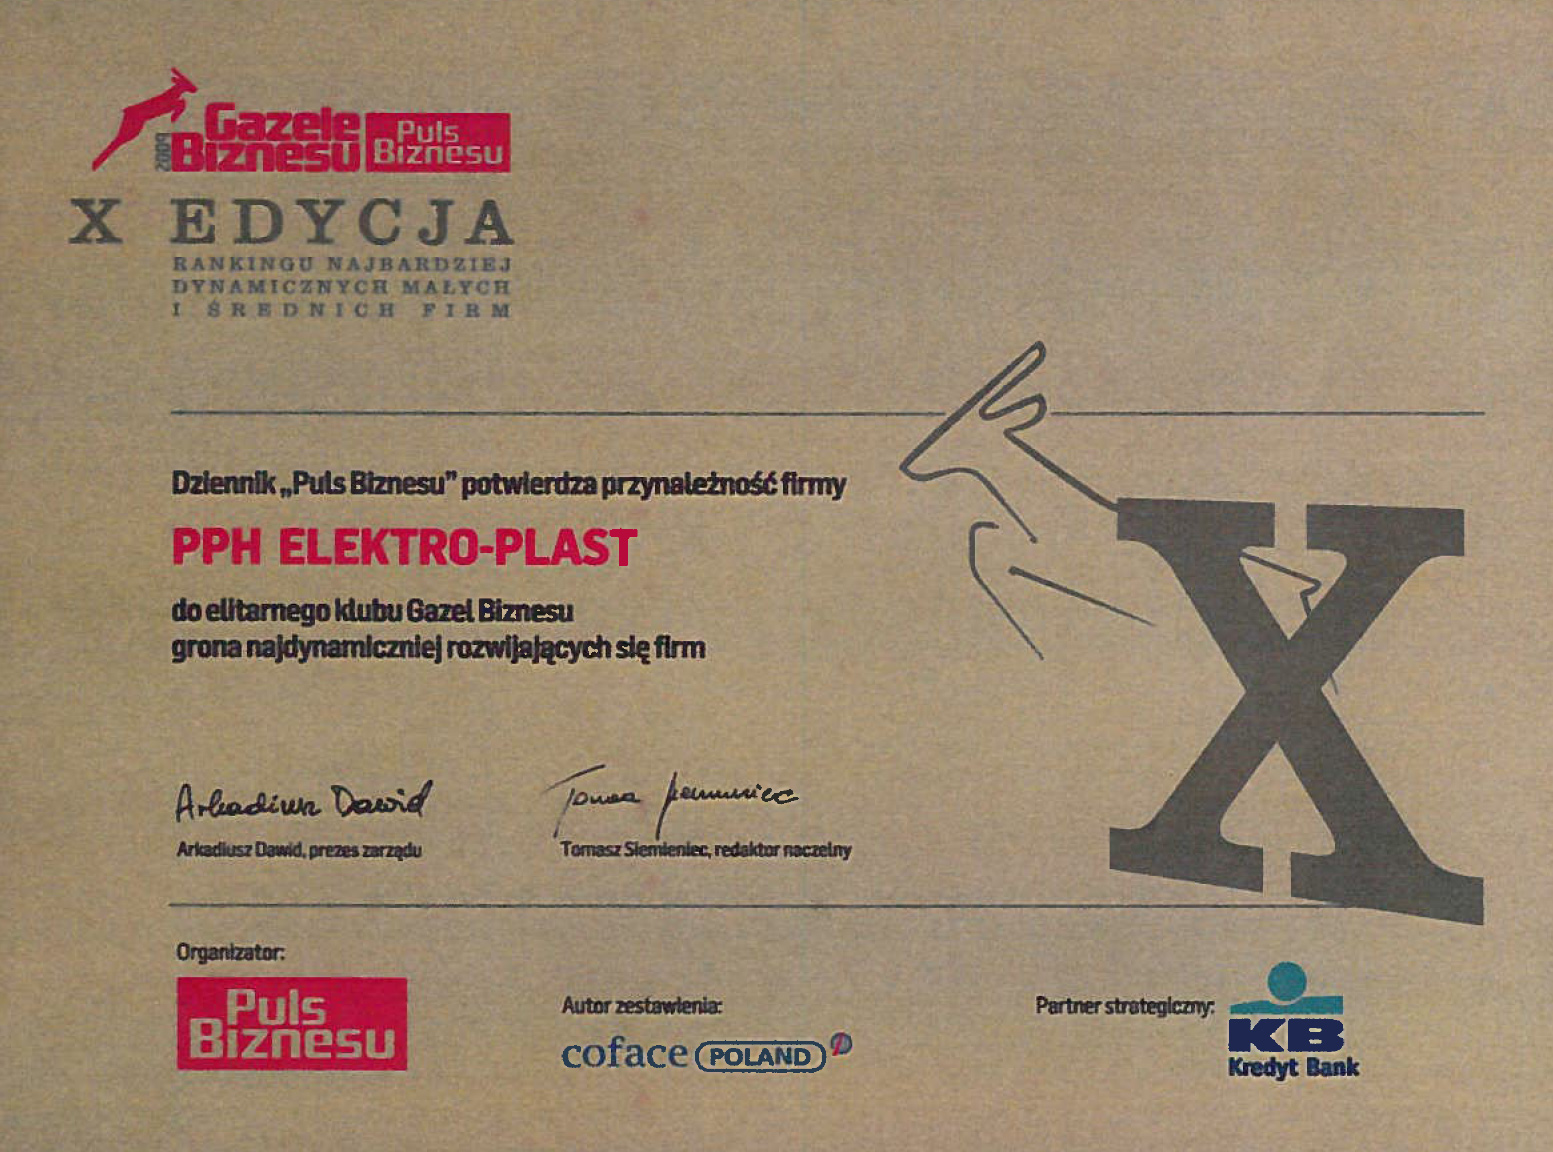 Gazele
2009 Biznesu
Puls
Biznesu
X EDYCJA
RANKINGU NAJBARDZIEJ
DYNAMICZNYCH MAŁYCH
I ŚREDNICH FIRM
Dziennik „Puls Biznesu” potwierdza przynależność firmy
PPH ELEKTRO-PLAST
do elitarnego klubu Gazel Biznesu
grona najdynamiczniej rozwijających się firm
X
Arkadiusz Dawid
Tomasz Siemieniec
Arkadiusz Dawid, prezes zarządu
Tomasz Siemieniec, redaktor naczelny
Organizator:
Puls
Biznesu
Autor zestawienia:
coface POLAND
Partner strategiczny:
KB
Kredyt Bank